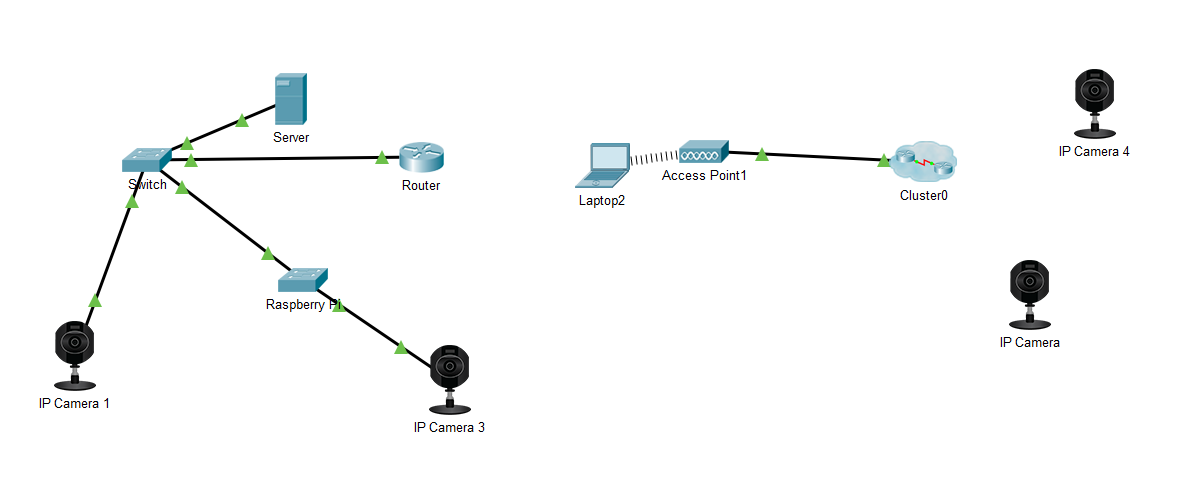 Server
Switch
Router
Raspberry Pi
IP Camera 1
IP Camera 3
Laptop2
Access Point1
Cluster0
IP Camera 4
IP Camera